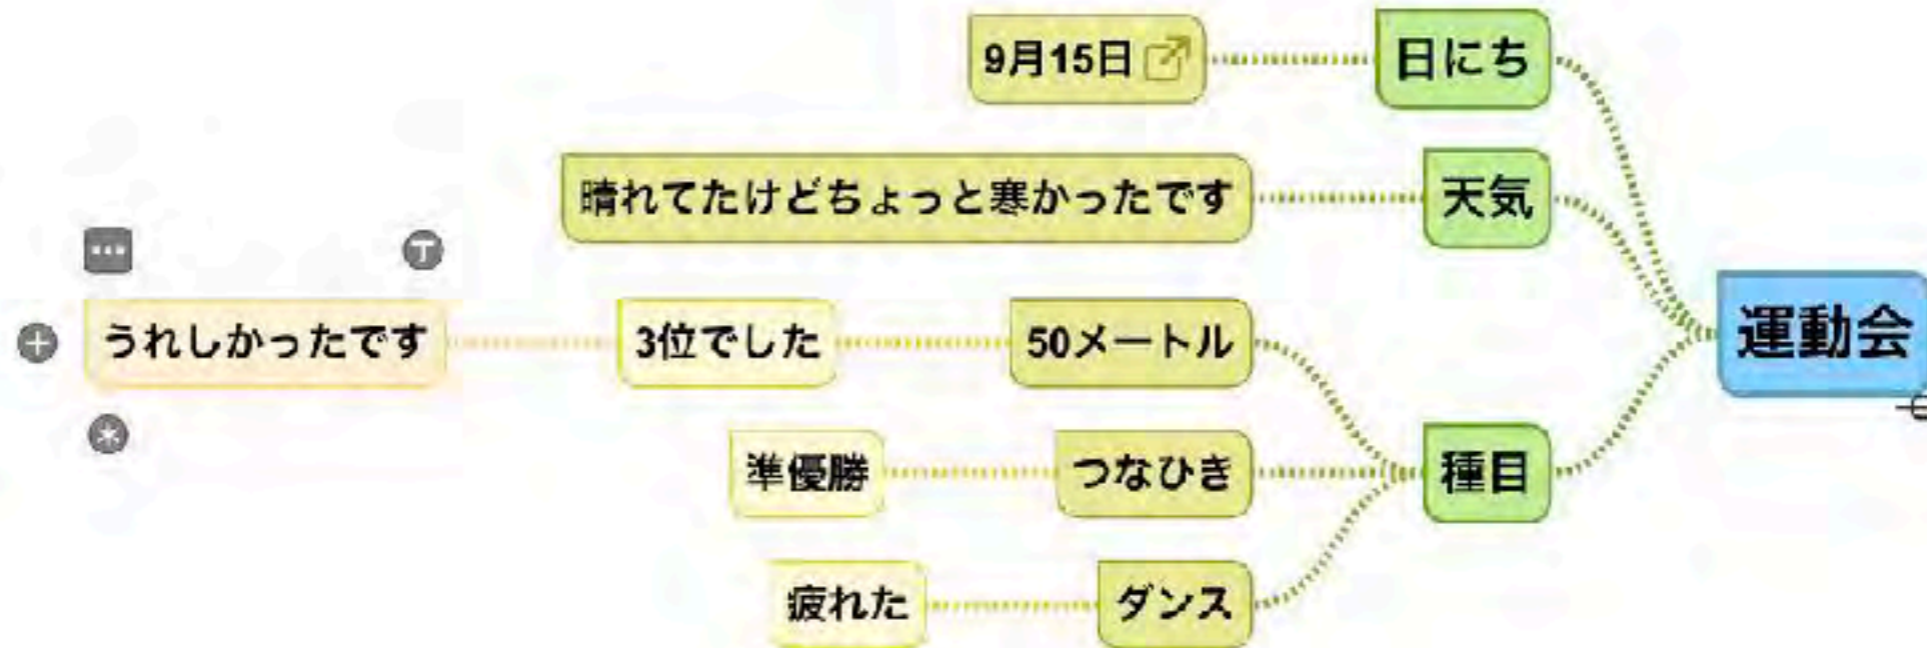 運動会
日にち
9月15日
天気
晴れてたけどちょっと寒かったです
種目
50メートル
3位でした
うれしかったです
つなひき
準優勝
ダンス
疲れた